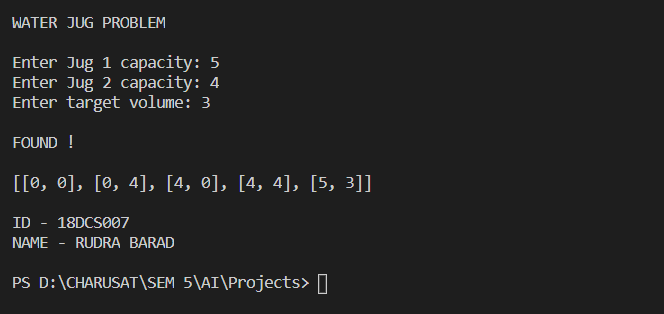 WATER JUG PROBLEM
Enter Jug 1 capacity: 5
Enter Jug 2 capacity: 4
Enter target volume: 3
FOUND !
[[0, 0], [0, 4], [4, 0], [4, 4], [5, 3]]
ID - 18DCS007
NAME - RUDRA BARAD
PS D:\CHARUSAT\SEM 5\AI\Projects>